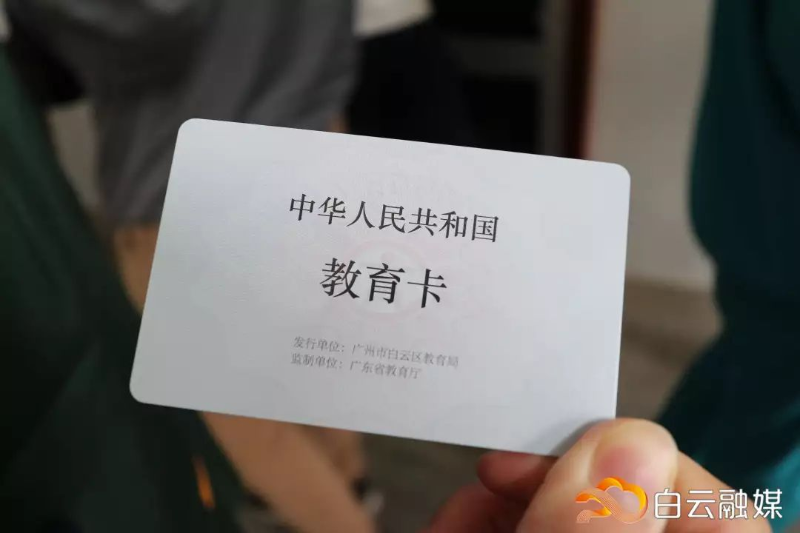 中华人民共和国
教育卡
发行单位：广州市白云区教育局
监制单位：广东省教育厅
白云融媒